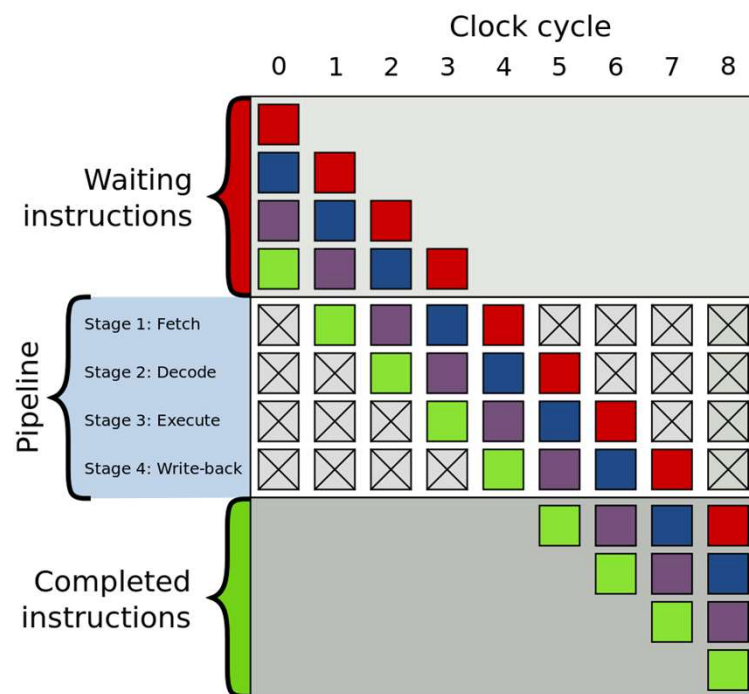 Clock cycle
0 1 2 3 4 5 6 7 8
Waiting
instructions
Pipeline
Stage 1: Fetch
Stage 2: Decode
Stage 3: Execute
Stage 4: Write-back
Completed
instructions